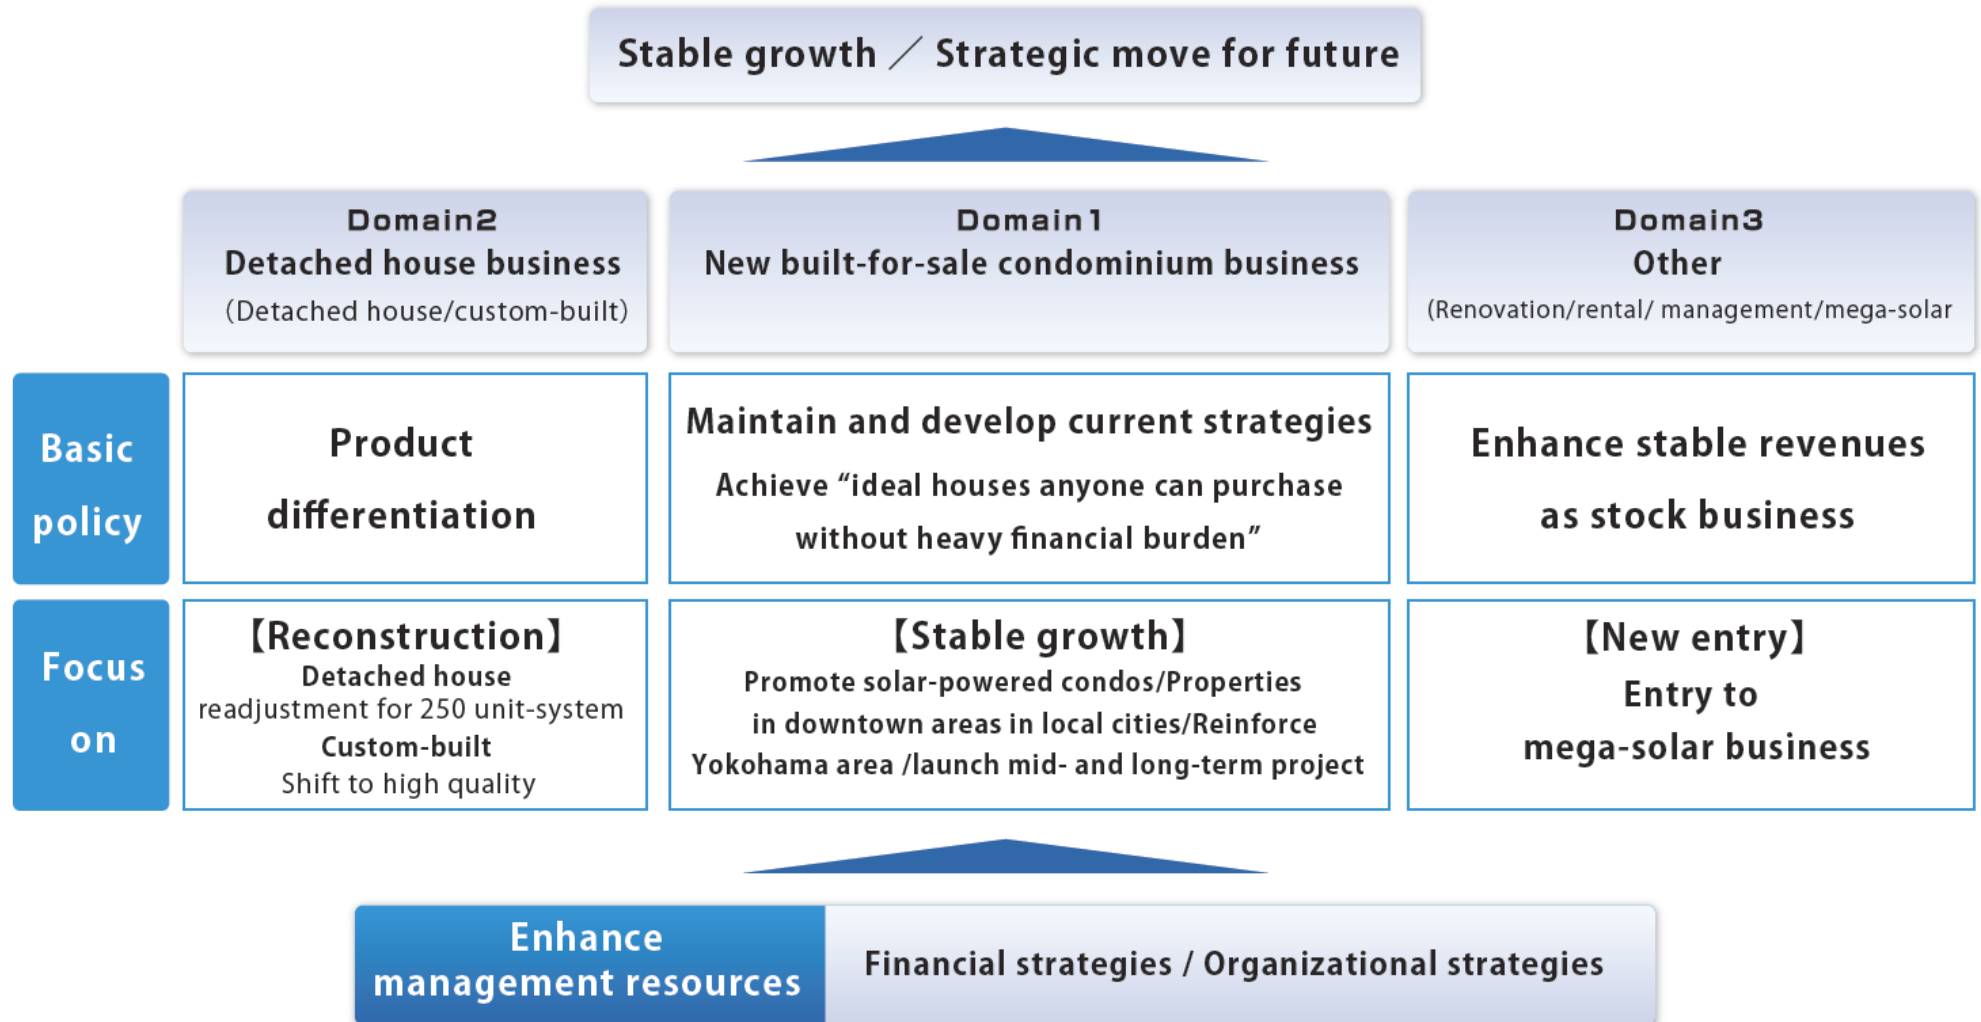 Stable growth ／ Strategic move for future
Domain2
Detached house business
（Detached house/custom-built）
Domain1
New built-for-sale condominium business
Domain3
Other
(Renovation/rental/ management/mega-solar
Basic
policy
Product
differentiation
Maintain and develop current strategies
Achieve “ideal houses anyone can purchase
without heavy financial burden”
Enhance stable revenues
as stock business
Focus
on
【Reconstruction】
Detached house
readjustment for 250 unit-system
Custom-built
Shift to high quality
【Stable growth】
Promote solar-powered condos/Properties
in downtown areas in local cities/Reinforce
Yokohama area /launch mid- and long-term project
【New entry】
Entry to
mega-solar business
Enhance
management resources
Financial strategies / Organizational strategies